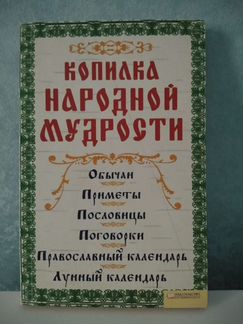 КОПИЛКА
НАРОДНОЙ
МУДРОСТИ
Обычаи
Приметы
Пословицы
Поговорки
Православный календарь
Лунный календарь